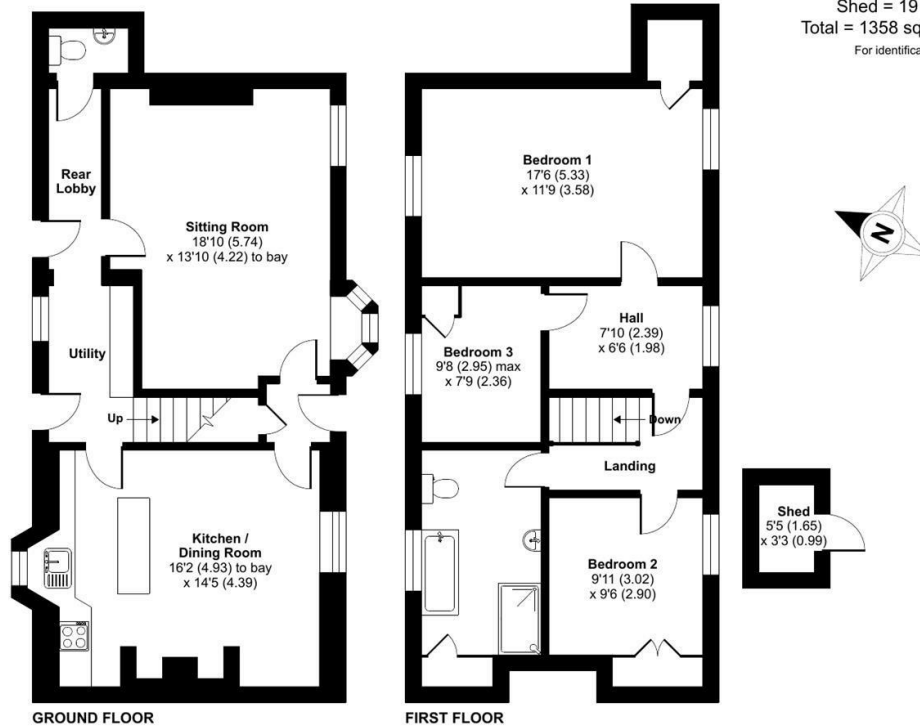 Shed = 19
Total = 1358 sq
For identifica
Rear
Lobby
Sitting Room
18'10 (5.74)
x 13'10 (4.22) to bay
Utility
Up
Kitchen /
Dining Room
16'2 (4.93) to bay
x 14'5 (4.39)
GROUND FLOOR
Bedroom 1
17'6 (5.33)
x 11'9 (3.58)
Hall
7'10 (2.39)
x 6'6 (1.98)
Bedroom 3
9'8 (2.95) max
x 7'9 (2.36)
Down
Landing
Bedroom 2
9'11 (3.02)
x 9'6 (2.90)
FIRST FLOOR
N
Shed
5'5 (1.65)
x 3'3 (0.99)